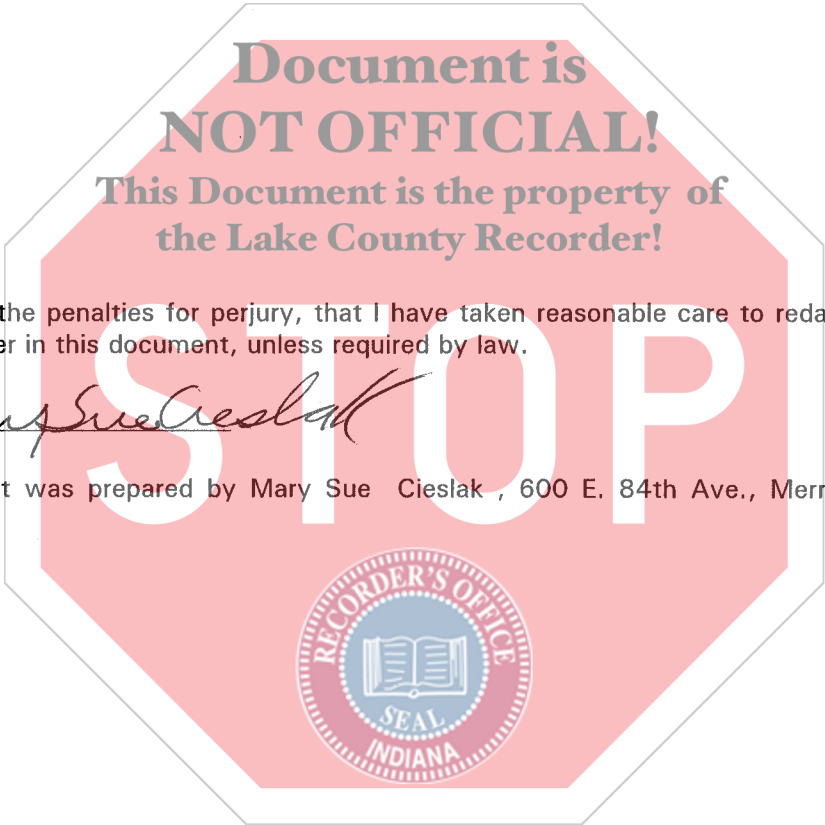 Document is
NOT OFFICIAL!
This Document is the property of
the Lake County Recorder!
the penalties for perjury, that I have taken reasonable care to reda
er in this document, unless required by law.
Sue Cieslak
STOP
t was prepared by Mary Sue Cieslak , 600 E. 84th Ave., Merr
RECORDER'S OFFICE
SEAL
INDIANA